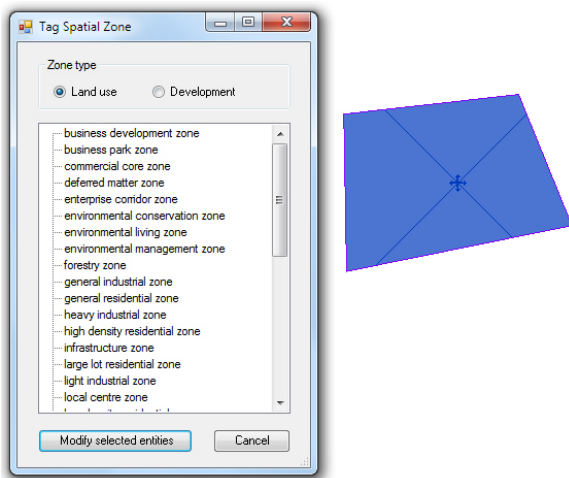 Tag Spatial Zone
Zone type
Land use
Development
business development zone
business park zone
commercial core zone
deferred matter zone
enterprise corridor zone
environmental conservation zone
environmental living zone
environmental management zone
forestry zone
general industrial zone
general residential zone
heavy industrial zone
high density residential zone
infrastructure zone
large lot residential zone
light industrial zone
local centre zone
Modify selected entities
Cancel